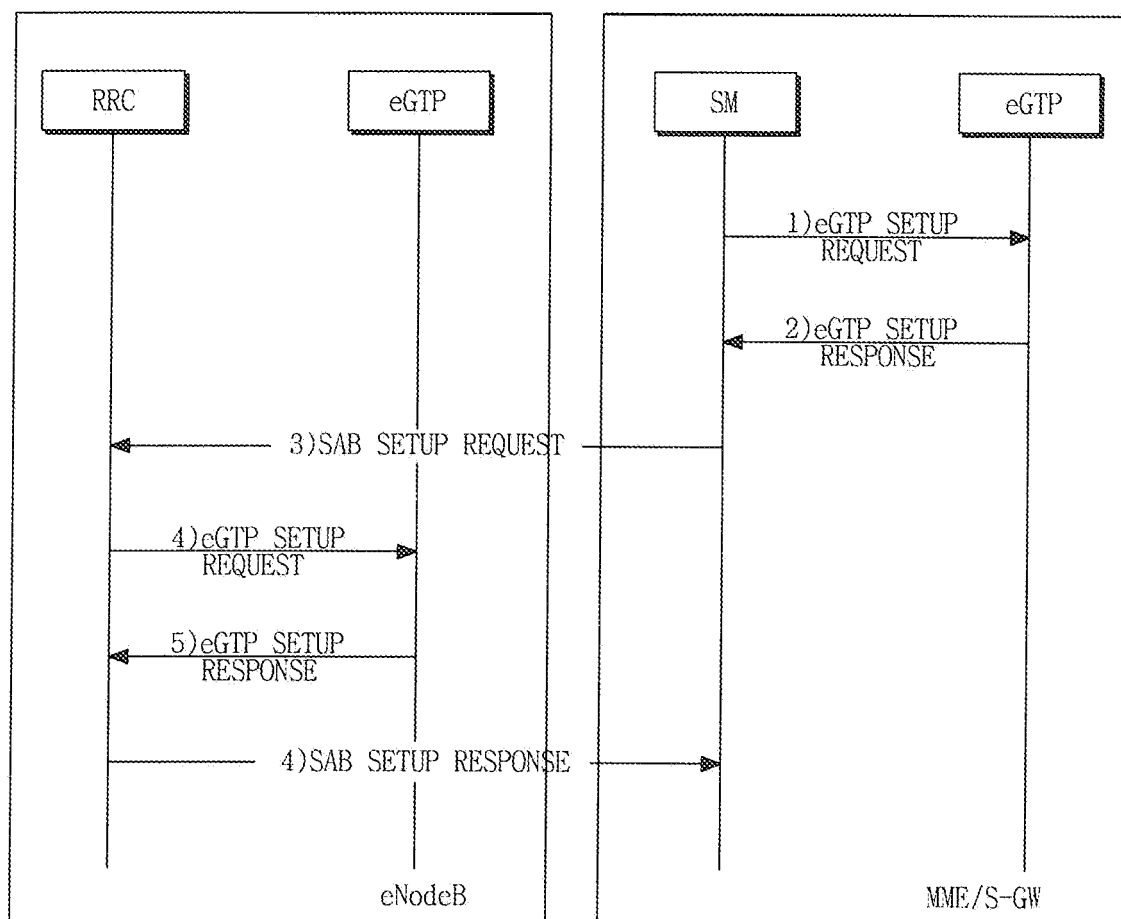 RRC
eGTP
SM
eGTP
1)eGTP SETUP
REQUEST
2)eGTP SETUP
RESPONSE
3)SAB SETUP REQUEST
4)eGTP SETUP
REQUEST
5)eGTP SETUP
RESPONSE
4)SAB SETUP RESPONSE
eNodeB
MME/S-GW